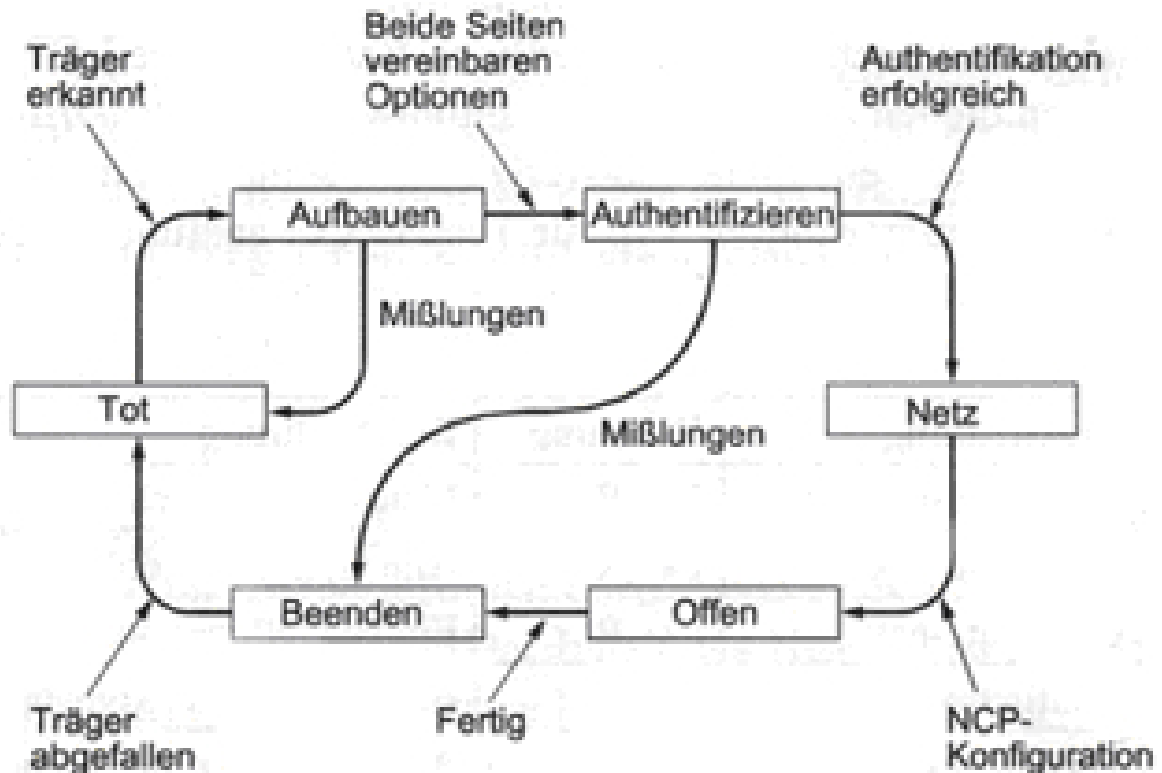 Träger
erkannt
Beide Seiten
vereinbaren
Optionen
Authentifikation
erfolgreich
Aufbauen
Authentifizieren
Mißlungen
Tot
Netz
Mißlungen
Beenden
Offen
Träger
abgefallen
Fertig
NCP-
Konfiguration